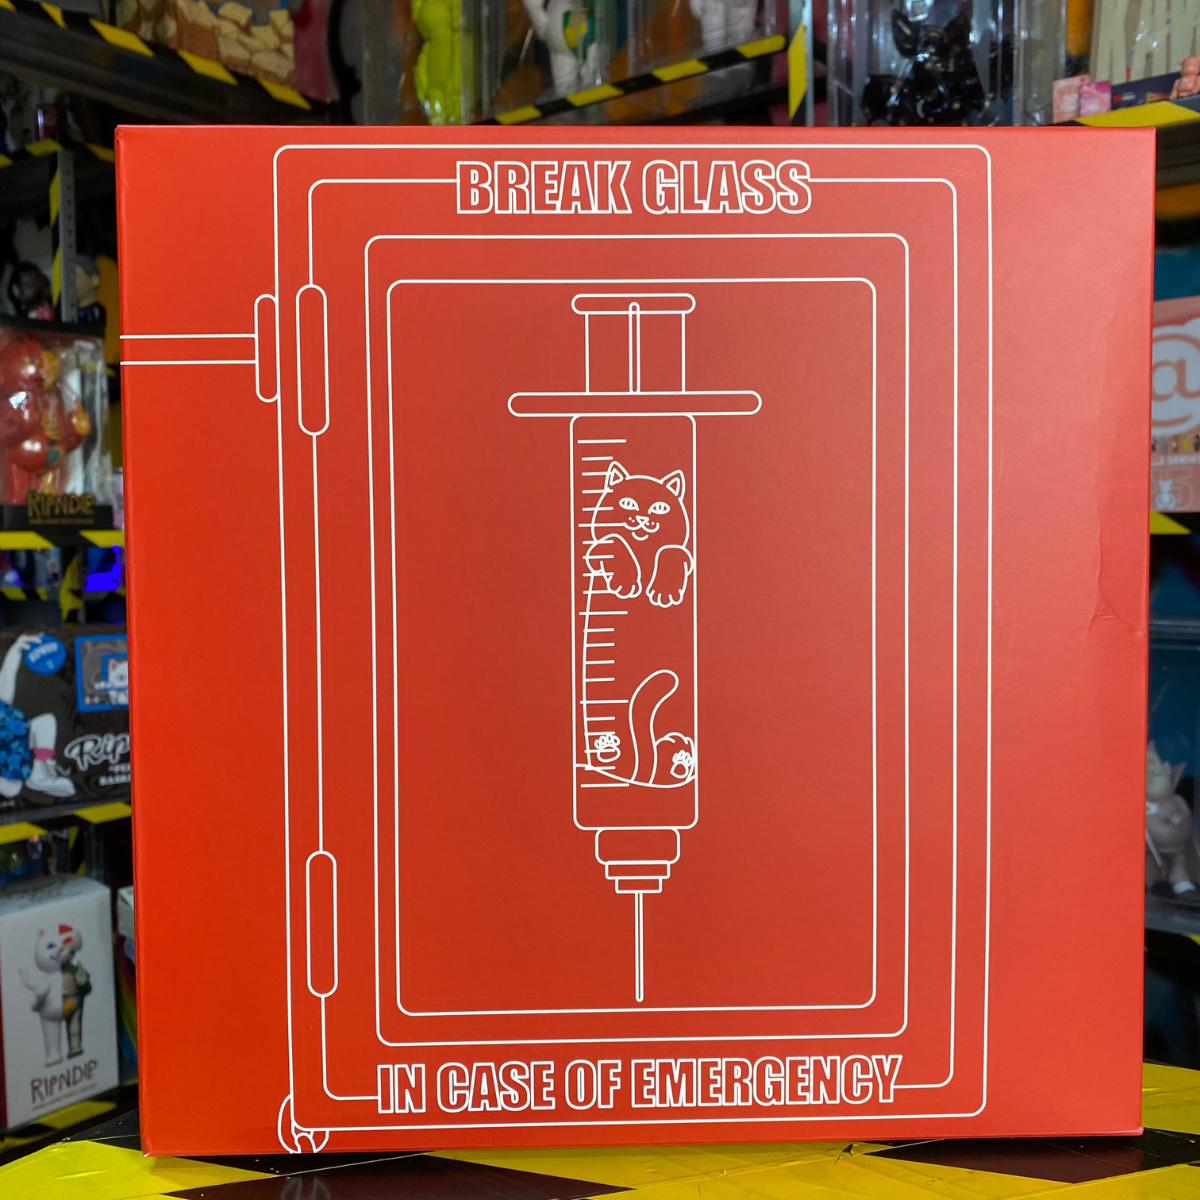 BREAK GLASS
IN CASE OF EMERGENCY
RIPNDIP
@
RIPNDIP